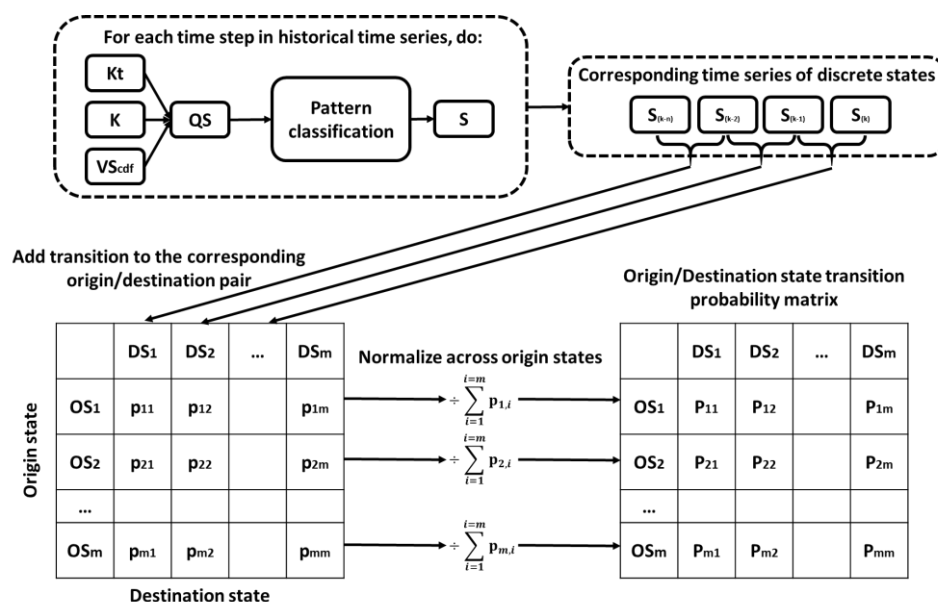 For each time step in historical time series, do:
Kt
K
VScdf
QS
Pattern
classification
S
Corresponding time series of discrete states
S(k-n)
S(k-2)
S(k-1)
S(k)
Add transition to the corresponding
origin/destination pair
Origin/Destination state transition
probability matrix
DS1 DS2 ... DSm
OS1 p11 p12 p1m
OS2 p21 p22 p2m
...
OSm pm1 pm2 pmm
Origin state
Destination state
Normalize across origin states
÷ ∑ i=1 i=m p1,i
÷ ∑ i=1 i=m p2,i
÷ ∑ i=1 i=m pm,i
DS1 DS2 ... DSm
OS1 P11 P12 P1m
OS2 P21 P22 P2m
...
OSm Pm1 Pm2 Pmm